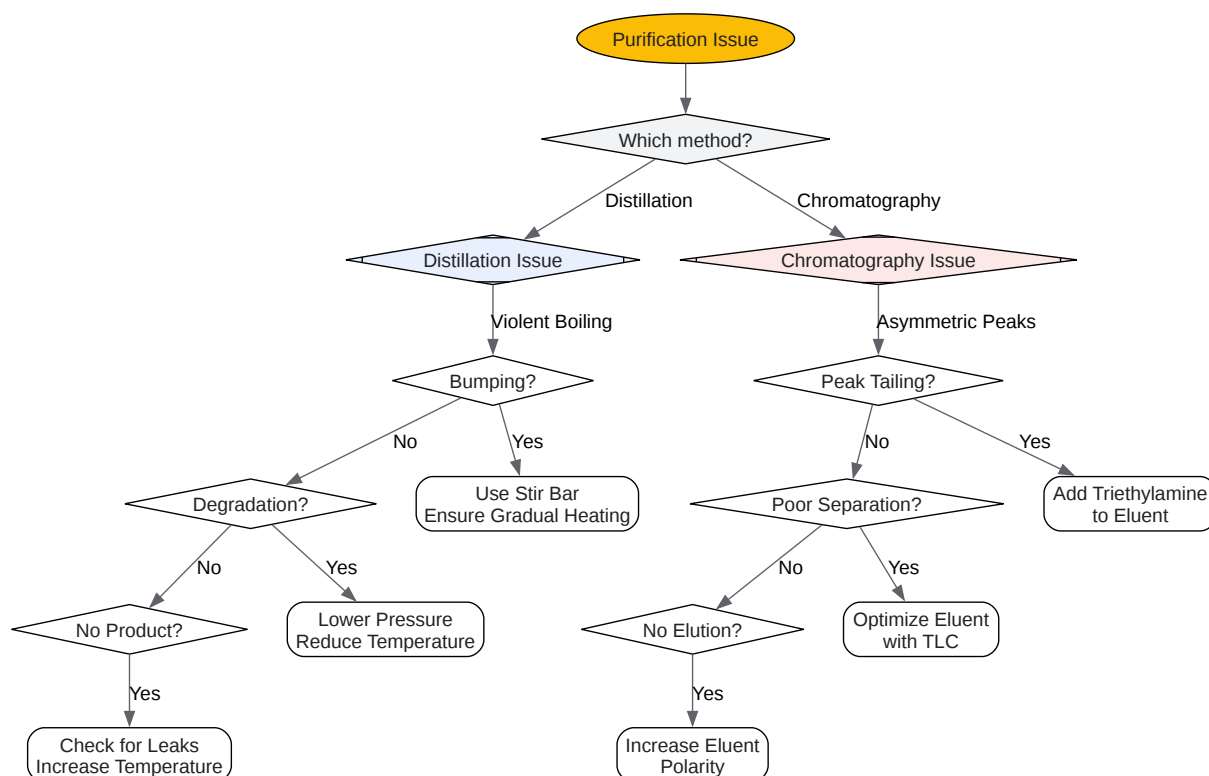 Purification Issue
Which method?
Distillation
Chromatography
Distillation Issue
Chromatography Issue
Violent Boiling
Asymmetric Peaks
Bumping?
Peak Tailing?
No
Yes
No
Yes
Degradation?
Use Stir Bar
Ensure Gradual Heating
Poor Separation?
Add Triethylamine
to Eluent
No
Yes
No
Yes
No Product?
Lower Pressure
Reduce Temperature
No Elution?
Optimize Eluent
with TLC
Yes
Yes
Check for Leaks
Increase Temperature
Increase Eluent
Polarity